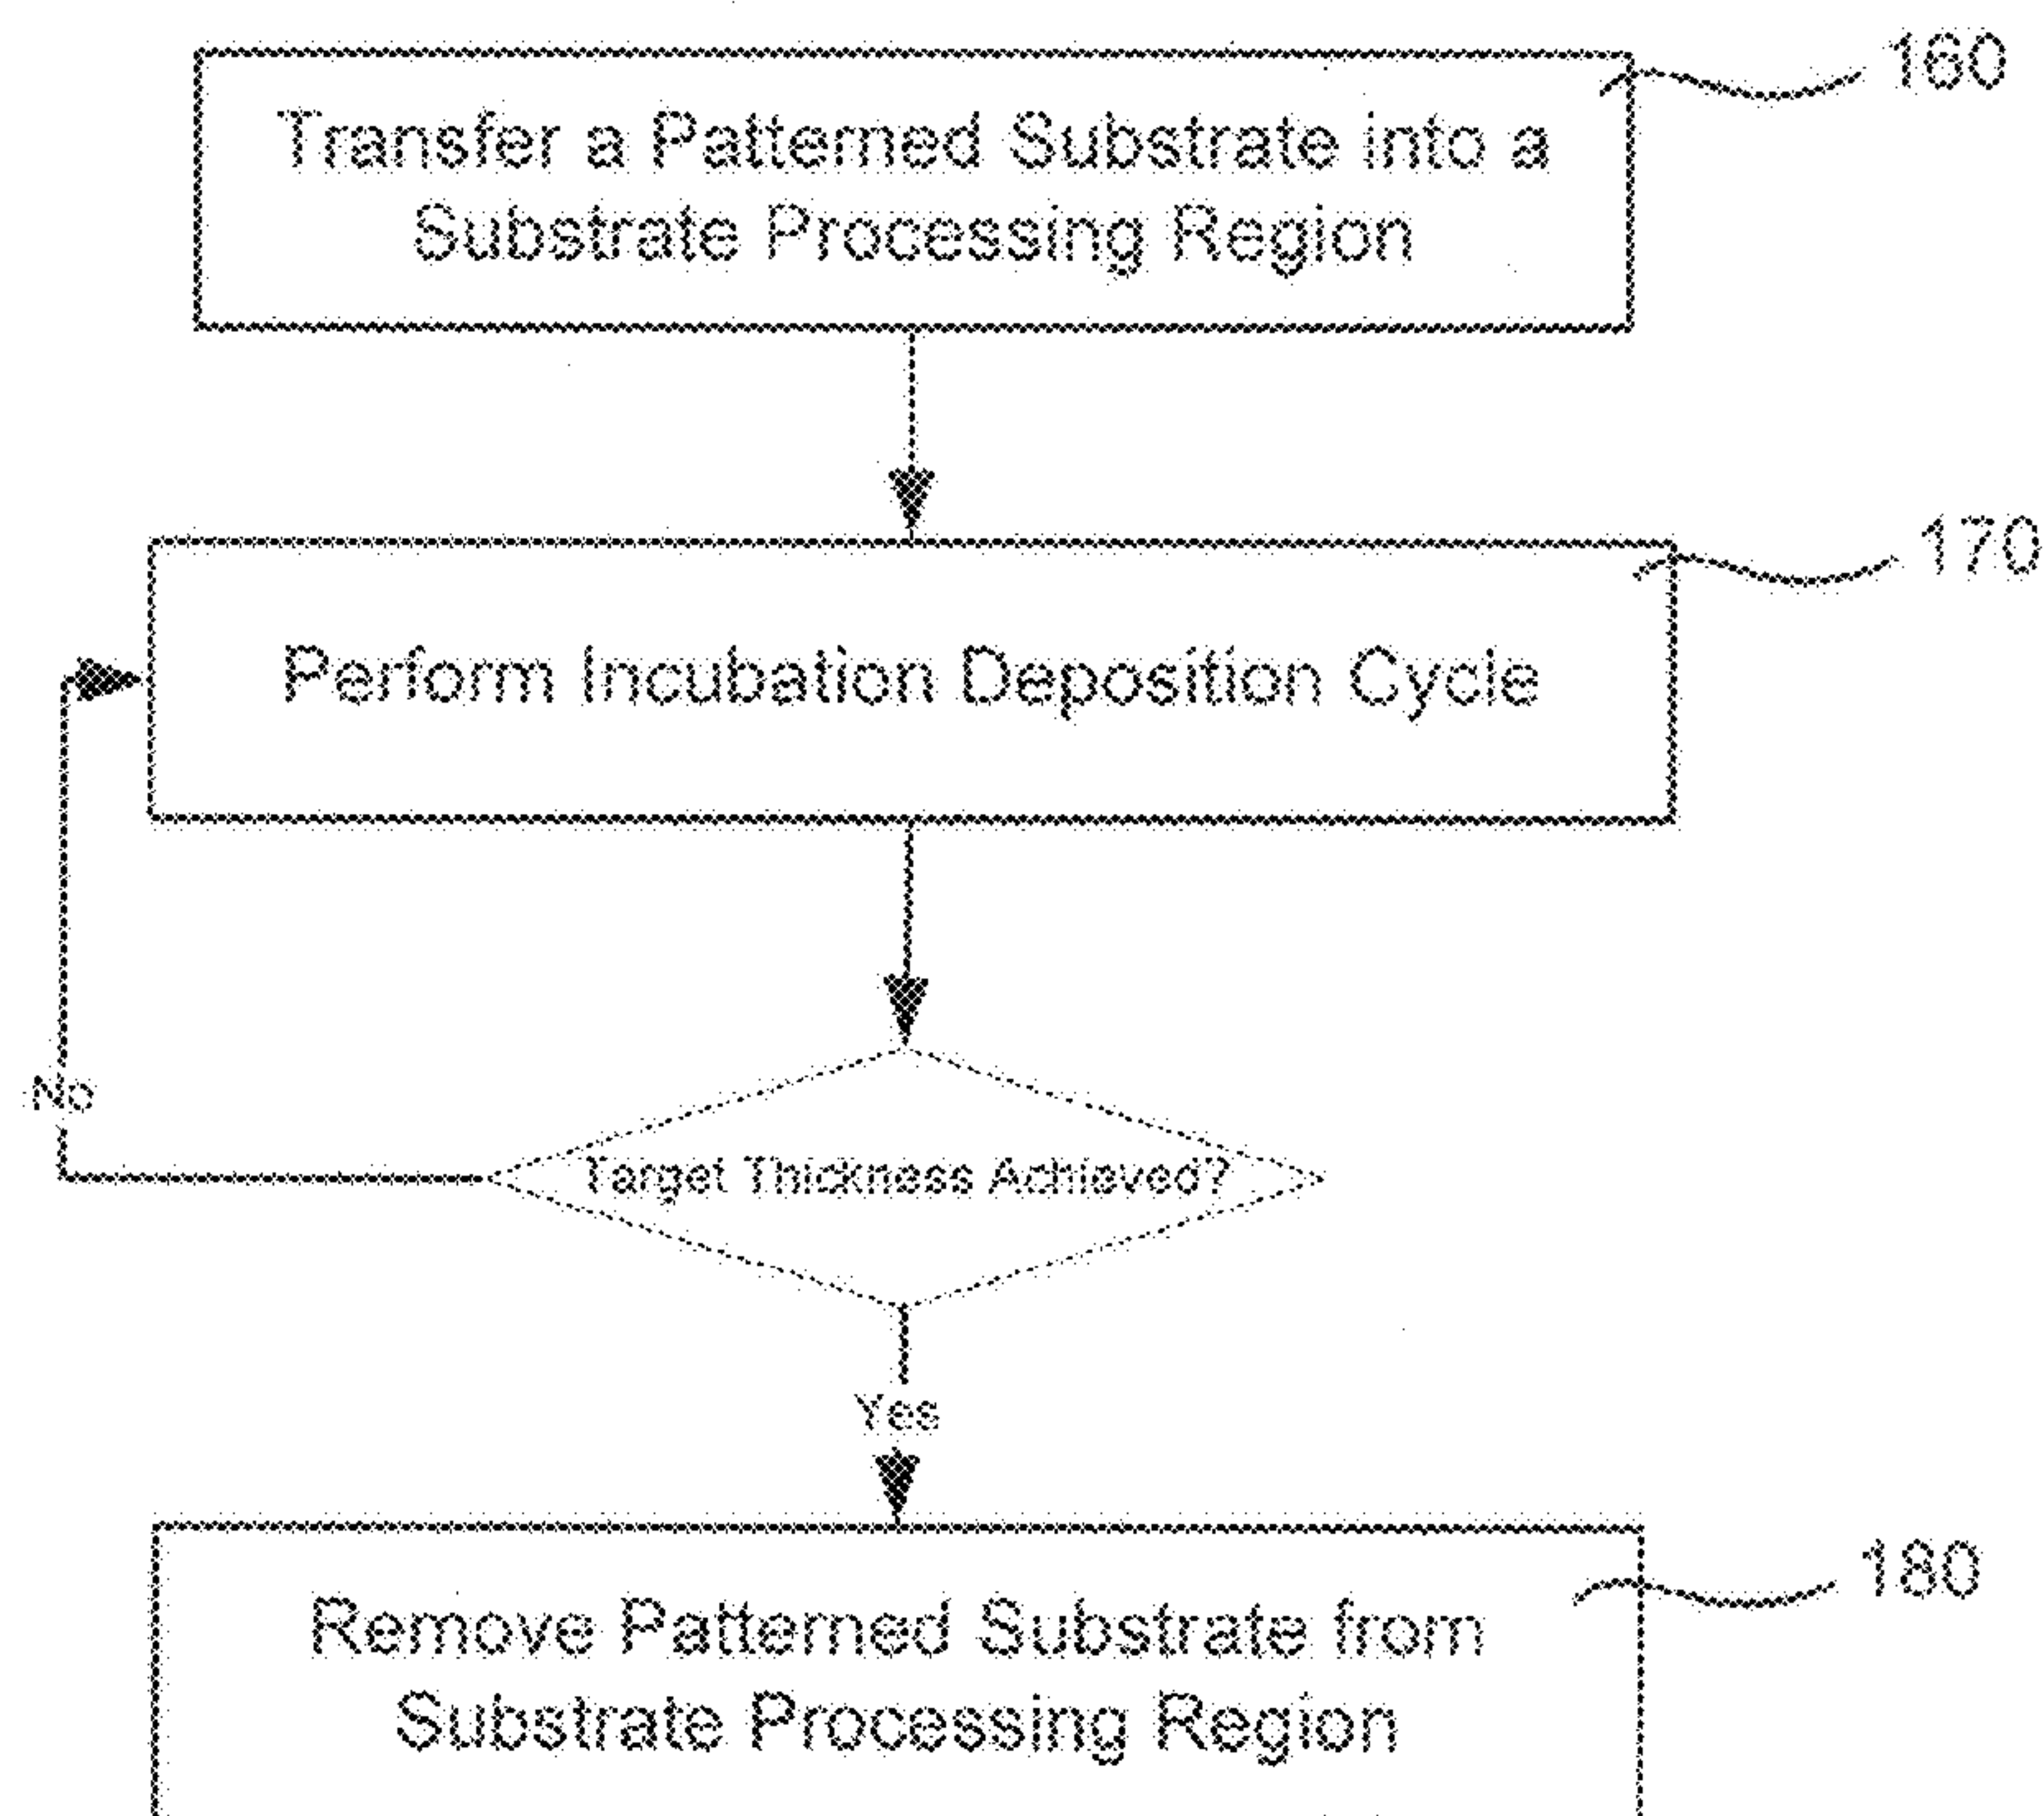 160
Transfer a Patterned Substrate into a
Substrate Processing Region
170
Perform Incubation Deposition Cycle
No
Target Thickness Achieved?
Yes
180
Remove Patterned Substrate from
Substrate Processing Region